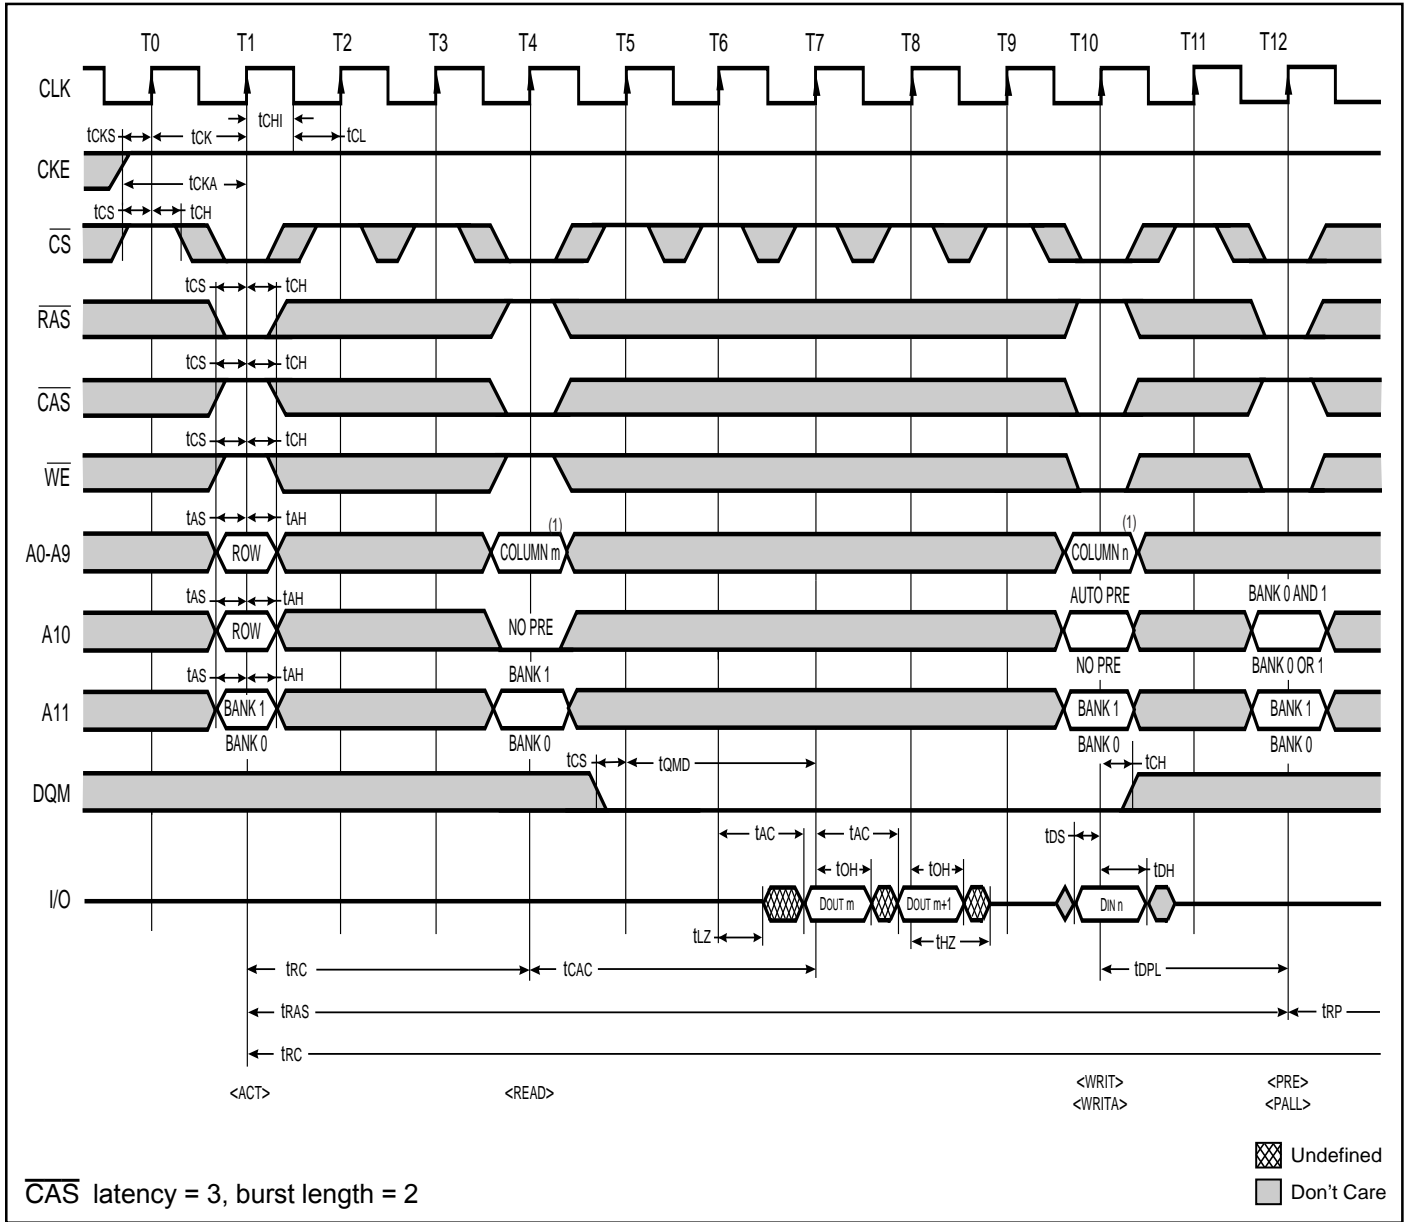 T0 T1 T2 T3 T4 T5 T6 T7 T8 T9 T10 T11 T12
CLK
tCHI
tCKS tCK tCL
CKE
tCKA
tCS tCH
CS
tCS tCH
RAS
tCS tCH
CAS
tCS tCH
WE
tAS tAH (1) (1)
A0-A9 ROW COLUMN m COLUMN n
tAS tAH AUTO PRE BANK 0 AND 1
A10 ROW NO PRE
tAS tAH BANK 1 NO PRE BANK 0 OR 1
A11 BANK 1 BANK 1 BANK 1
BANK 0 BANK 0 BANK 0 BANK 0
tCS tQMD tCH
DQM
tAC tAC tDS
tOH tOH tDH
I/O DOUT m DOUT m+1 DIN n
tLZ tHZ
tRC tCAC tDPL
tRAS tRP
tRC
<ACT> <READ> <WRIT> <PRE>
<WRITA> <PALL>
Undefined
CAS latency = 3, burst length = 2 Don't Care